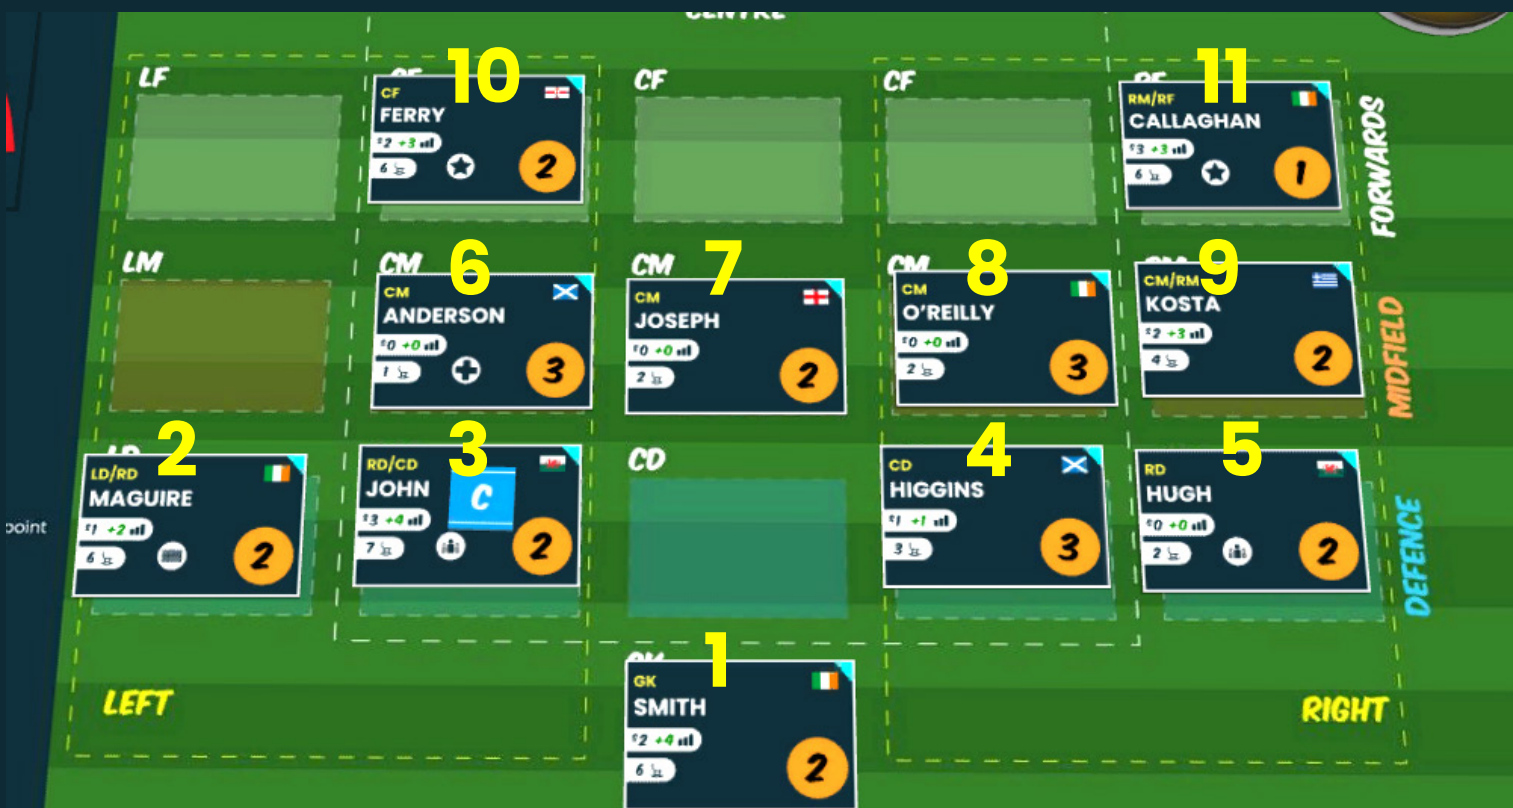 CENTRE
LF
10
CF
FERRY
$2 +3
6
2
CF
CF
11
RM/RF
CALLAGHAN
$3 +3
6
1
FORWARDS
LM
CM
6
CM
ANDERSON
$0 +0
1
3
CM
7
CM
JOSEPH
$0 +0
2
2
CM
8
CM
O'REILLY
$0 +0
2
3
9
CM/RM
KOSTA
$2 +3
4
2
MIDFIELD
2
LD/RD
MAGUIRE
$1 +2
6
2
3
RD/CD
JOHN
C
$3 +4
7
2
CD
4
CD
HIGGINS
$1 +1
3
3
5
RD
HUGH
$0 +0
2
2
DEFENCE
point
1
GK
SMITH
$2 +4
6
2
LEFT
RIGHT